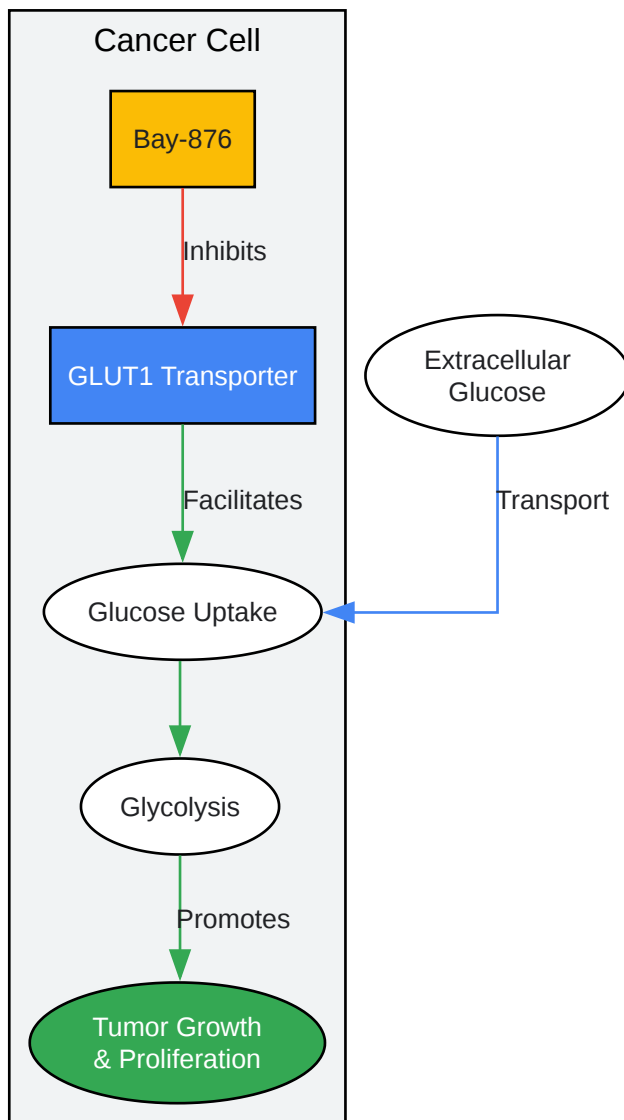 Cancer Cell
Bay-876
Inhibits
GLUT1 Transporter
Extracellular
Glucose
Facilitates
Transport
Glucose Uptake
Glycolysis
Promotes
Tumor Growth
& Proliferation